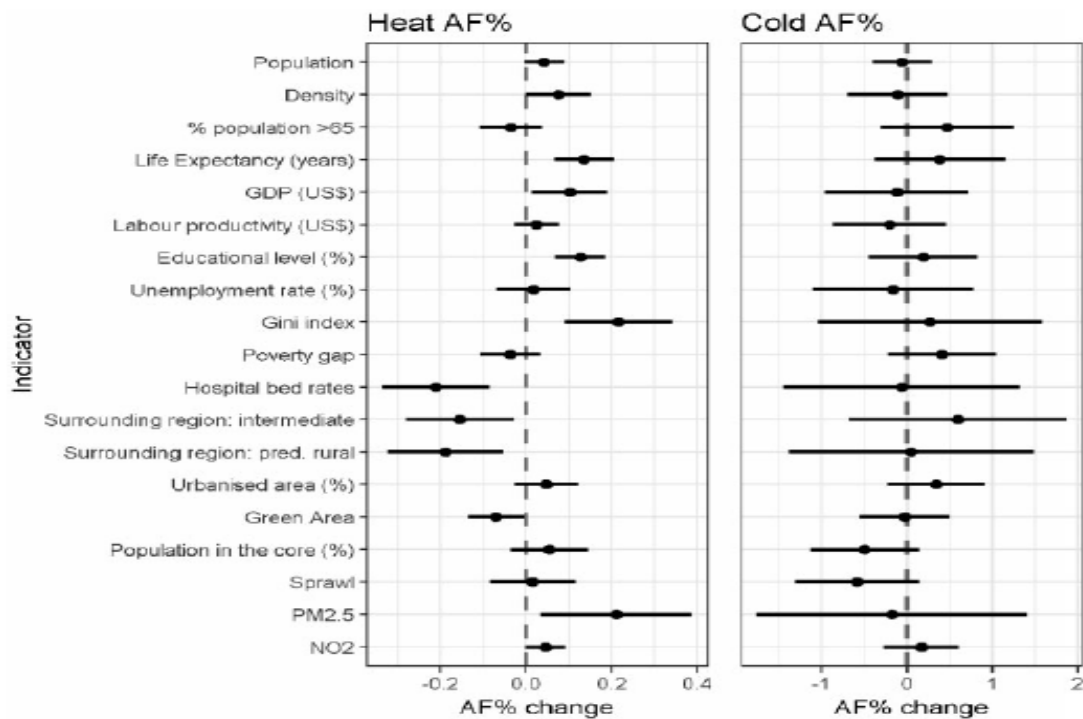 Heat AF%
Cold AF%
Indicator
Population
Density
% population >65
Life Expectancy (years)
GDP (US$)
Labour productivity (US$)
Educational level (%)
Unemployment rate (%)
Gini index
Poverty gap
Hospital bed rates
Surrounding region: intermediate
Surrounding region: pred. rural
Urbanised area (%)
Green Area
Population in the core (%)
Sprawl
PM2.5
NO2
-0.2 0.0 0.2 0.4
-1 0 1 2
AF% change
AF% change